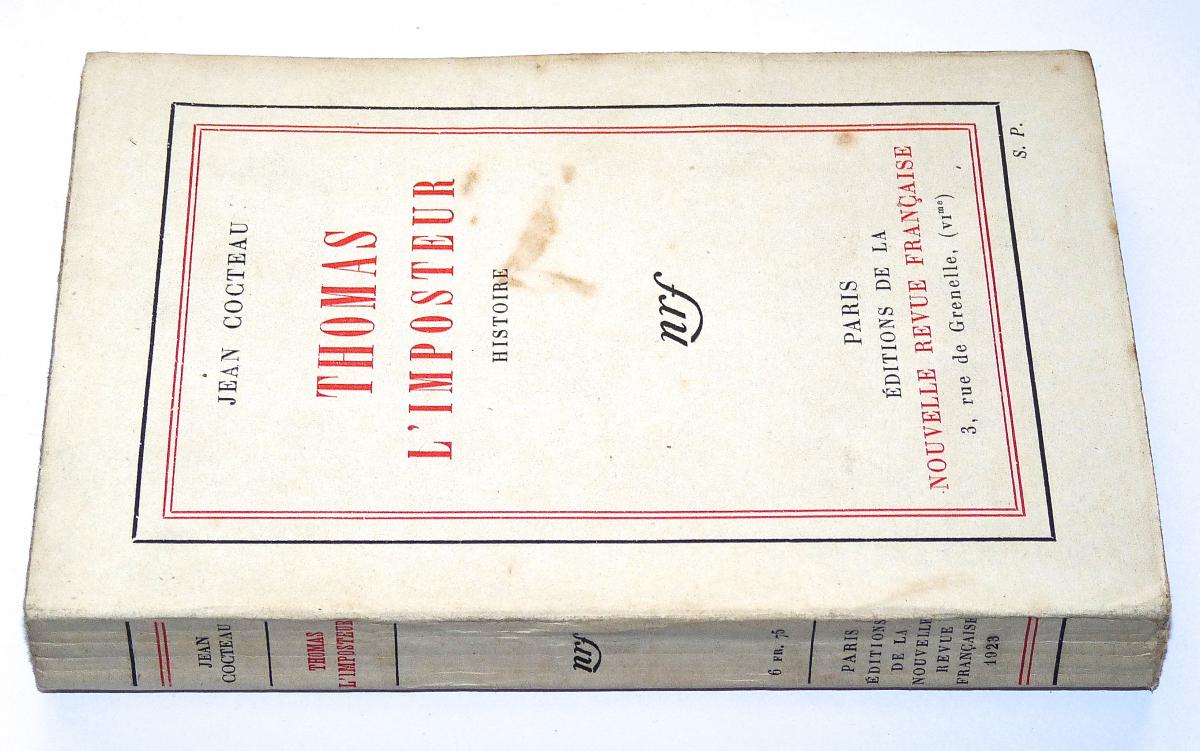 JEAN COCTEAU
THOMAS
L'IMPOSTEUR
HISTOIRE
nrf
PARIS
ÉDITIONS DE LA
NOUVELLE REVUE FRANÇAISE
3, rue de Grenelle, (VIme)
S. P.
JEAN
COCTEAU
THOMAS
L'IMPOSTEUR
nrf
6 FR. 75
PARIS
ÉDITIONS
DE LA
NOUVELLE
REVUE
FRANÇAISE
1923